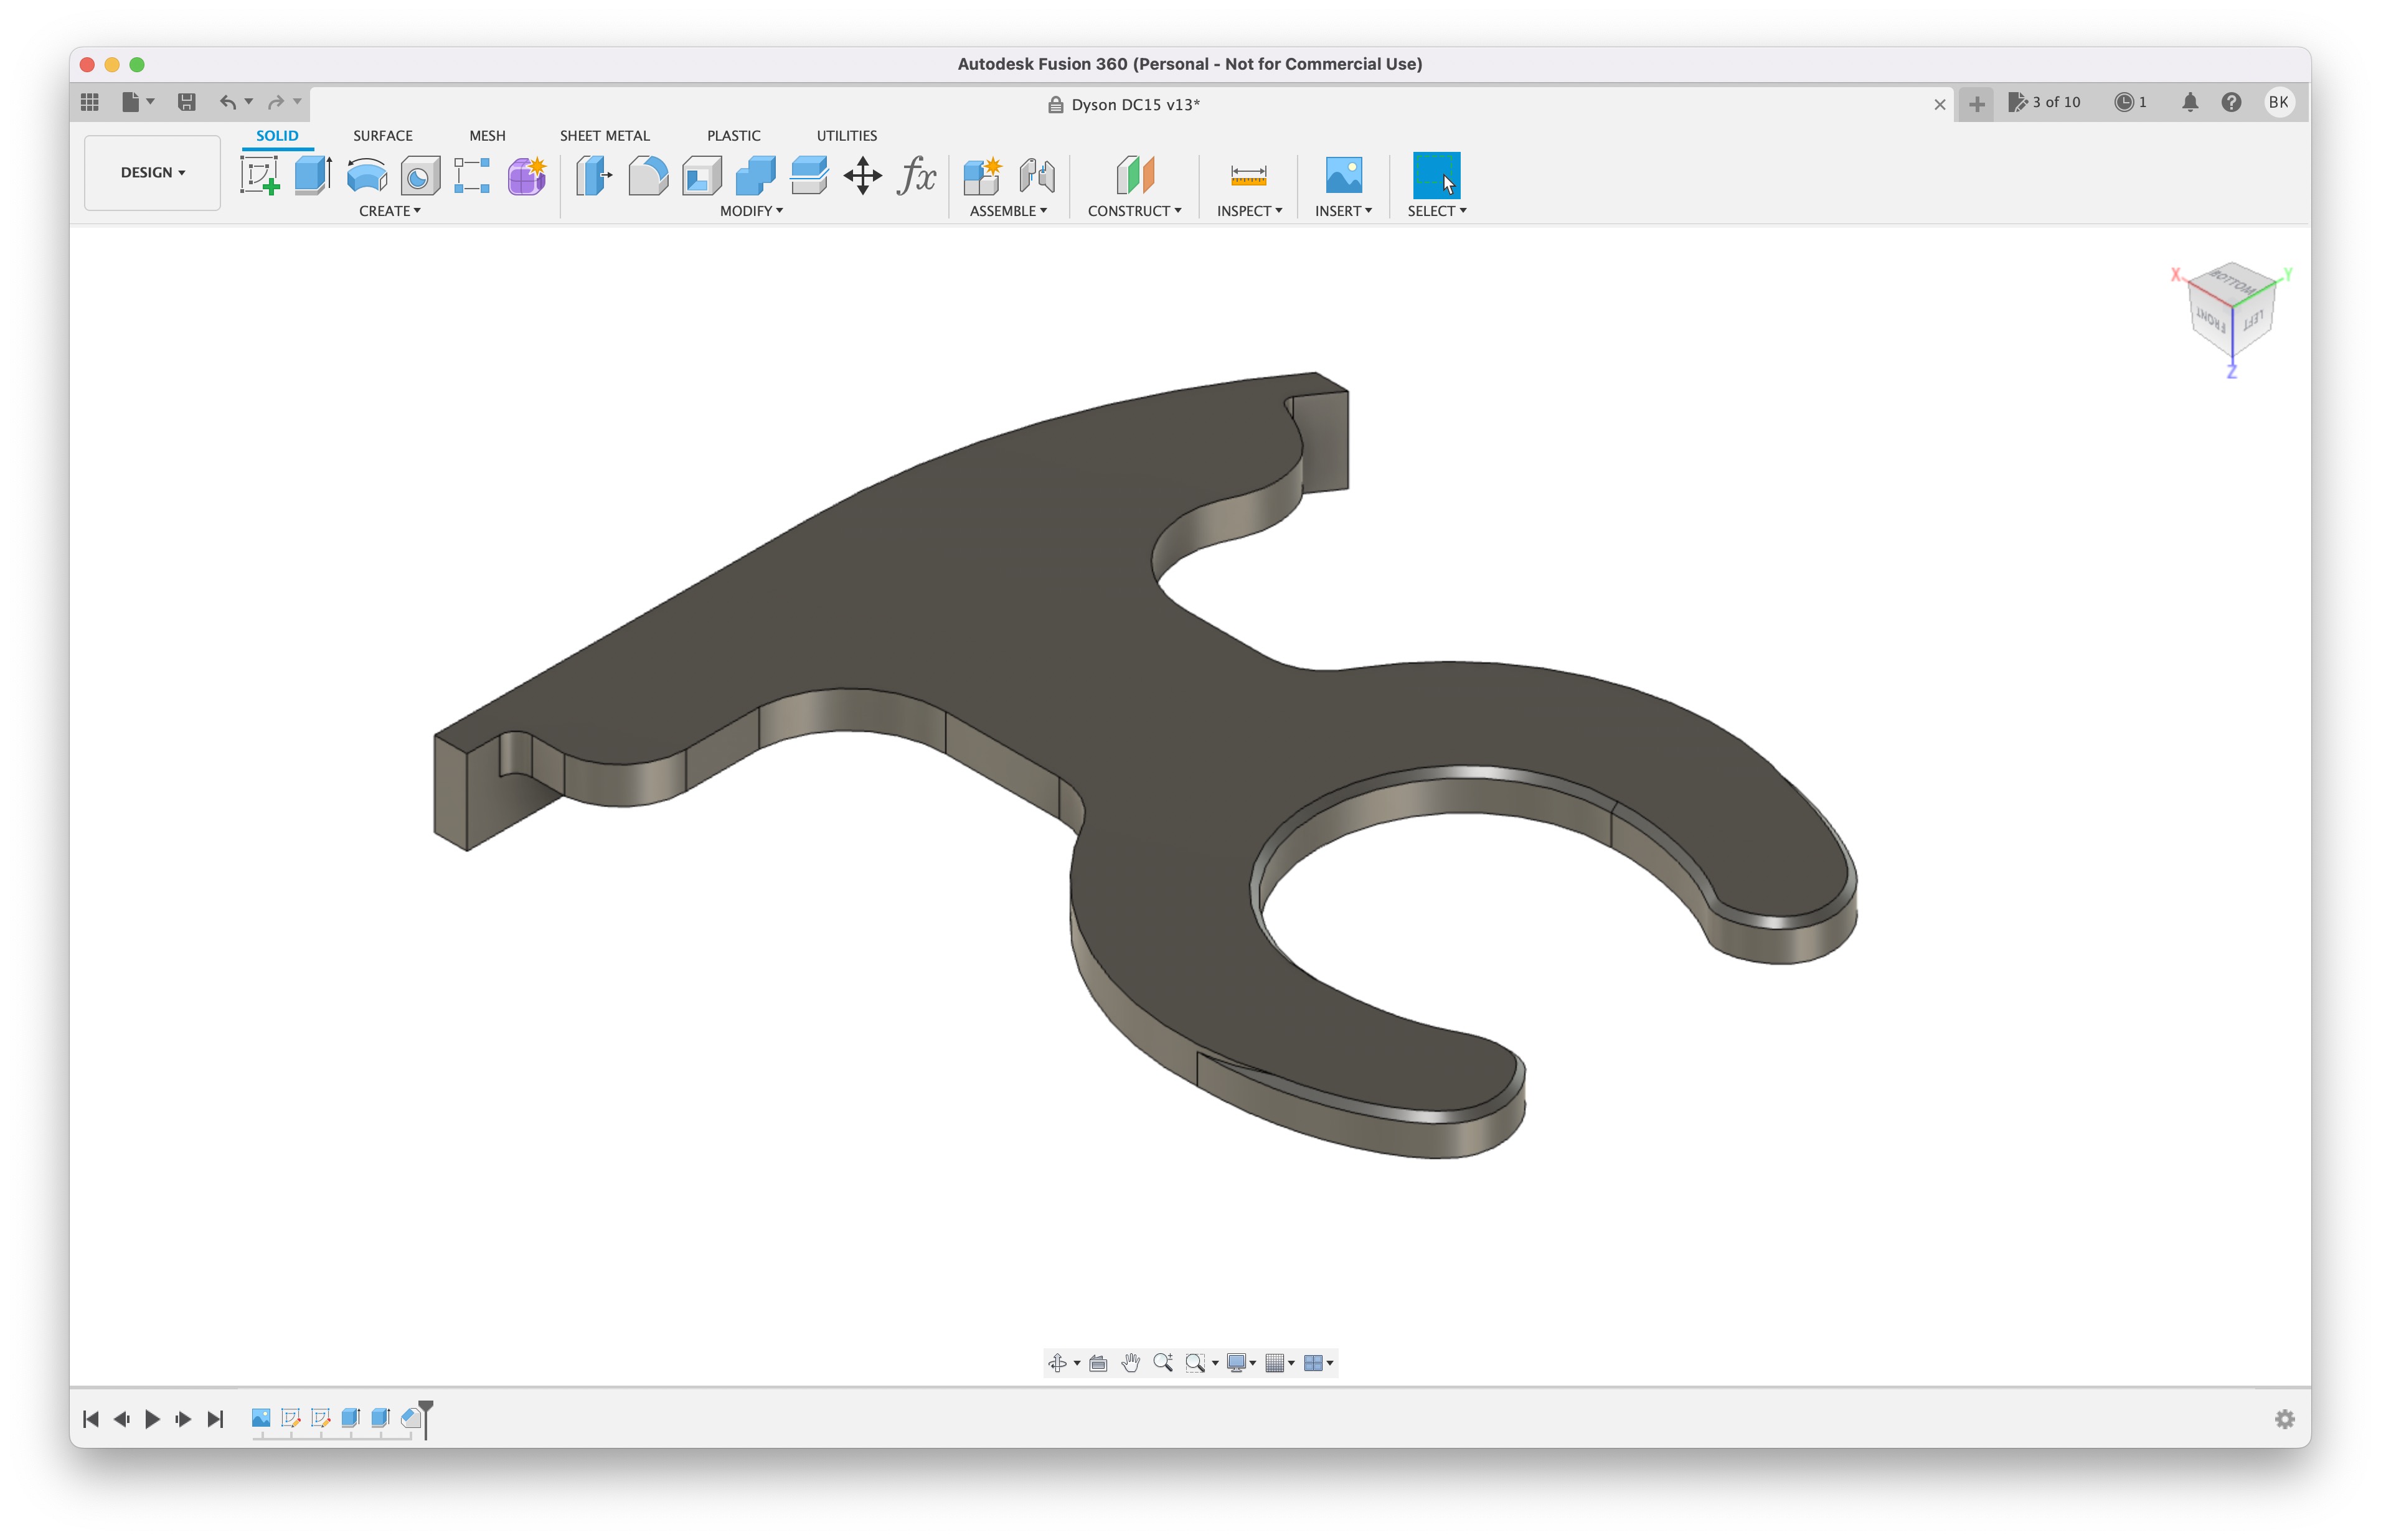 Autodesk Fusion 360 (Personal - Not for Commercial Use)
Dyson DC15 v13*
3 of 10
1
BK
DESIGN
SOLID
SURFACE
MESH
SHEET METAL
PLASTIC
UTILITIES
fx
CREATE
MODIFY
ASSEMBLE
CONSTRUCT
INSPECT
INSERT
SELECT
X
Y
BOTTOM
FRONT
LEFT
Z